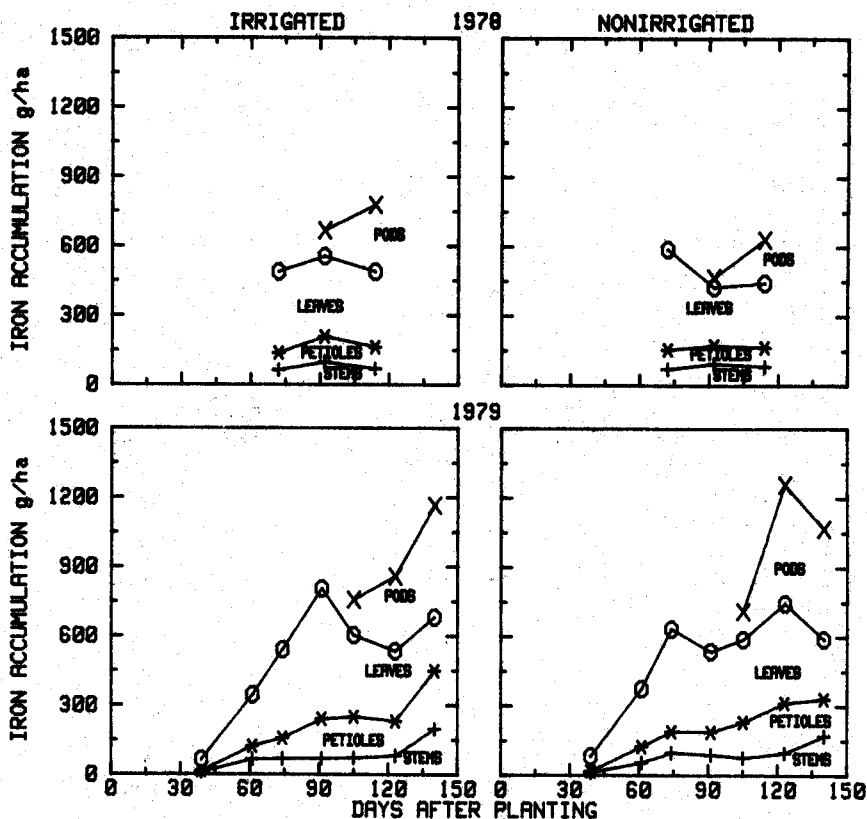 IRRIGATED 1978 NONIRRIGATED
IRON ACCUMULATION g/ha
1500
1200
900
600
300
0
PODS
LEAVES
PETIOLES
STEMS
PODS
LEAVES
PETIOLES
STEMS
1979
IRON ACCUMULATION g/ha
1500
1200
900
600
300
0
PODS
LEAVES
PETIOLES
STEMS
PODS
LEAVES
PETIOLES
STEMS
0 30 60 90 120 150 0 30 60 90 120 150
DAYS AFTER PLANTING